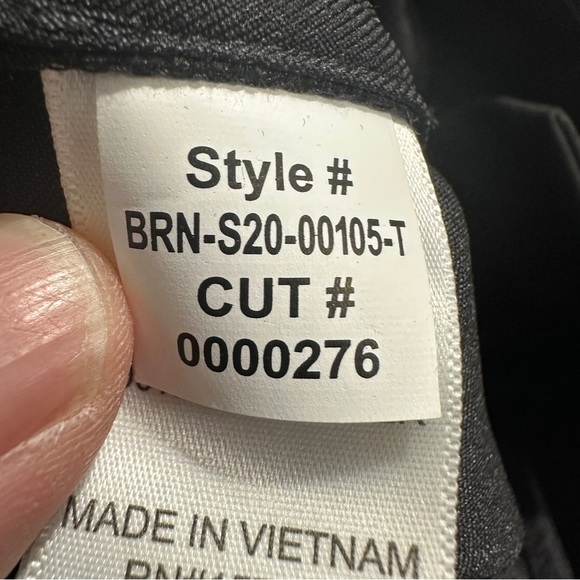 Style #
BRN-S20-00105-T
CUT #
0000276
MADE IN VIETNAM